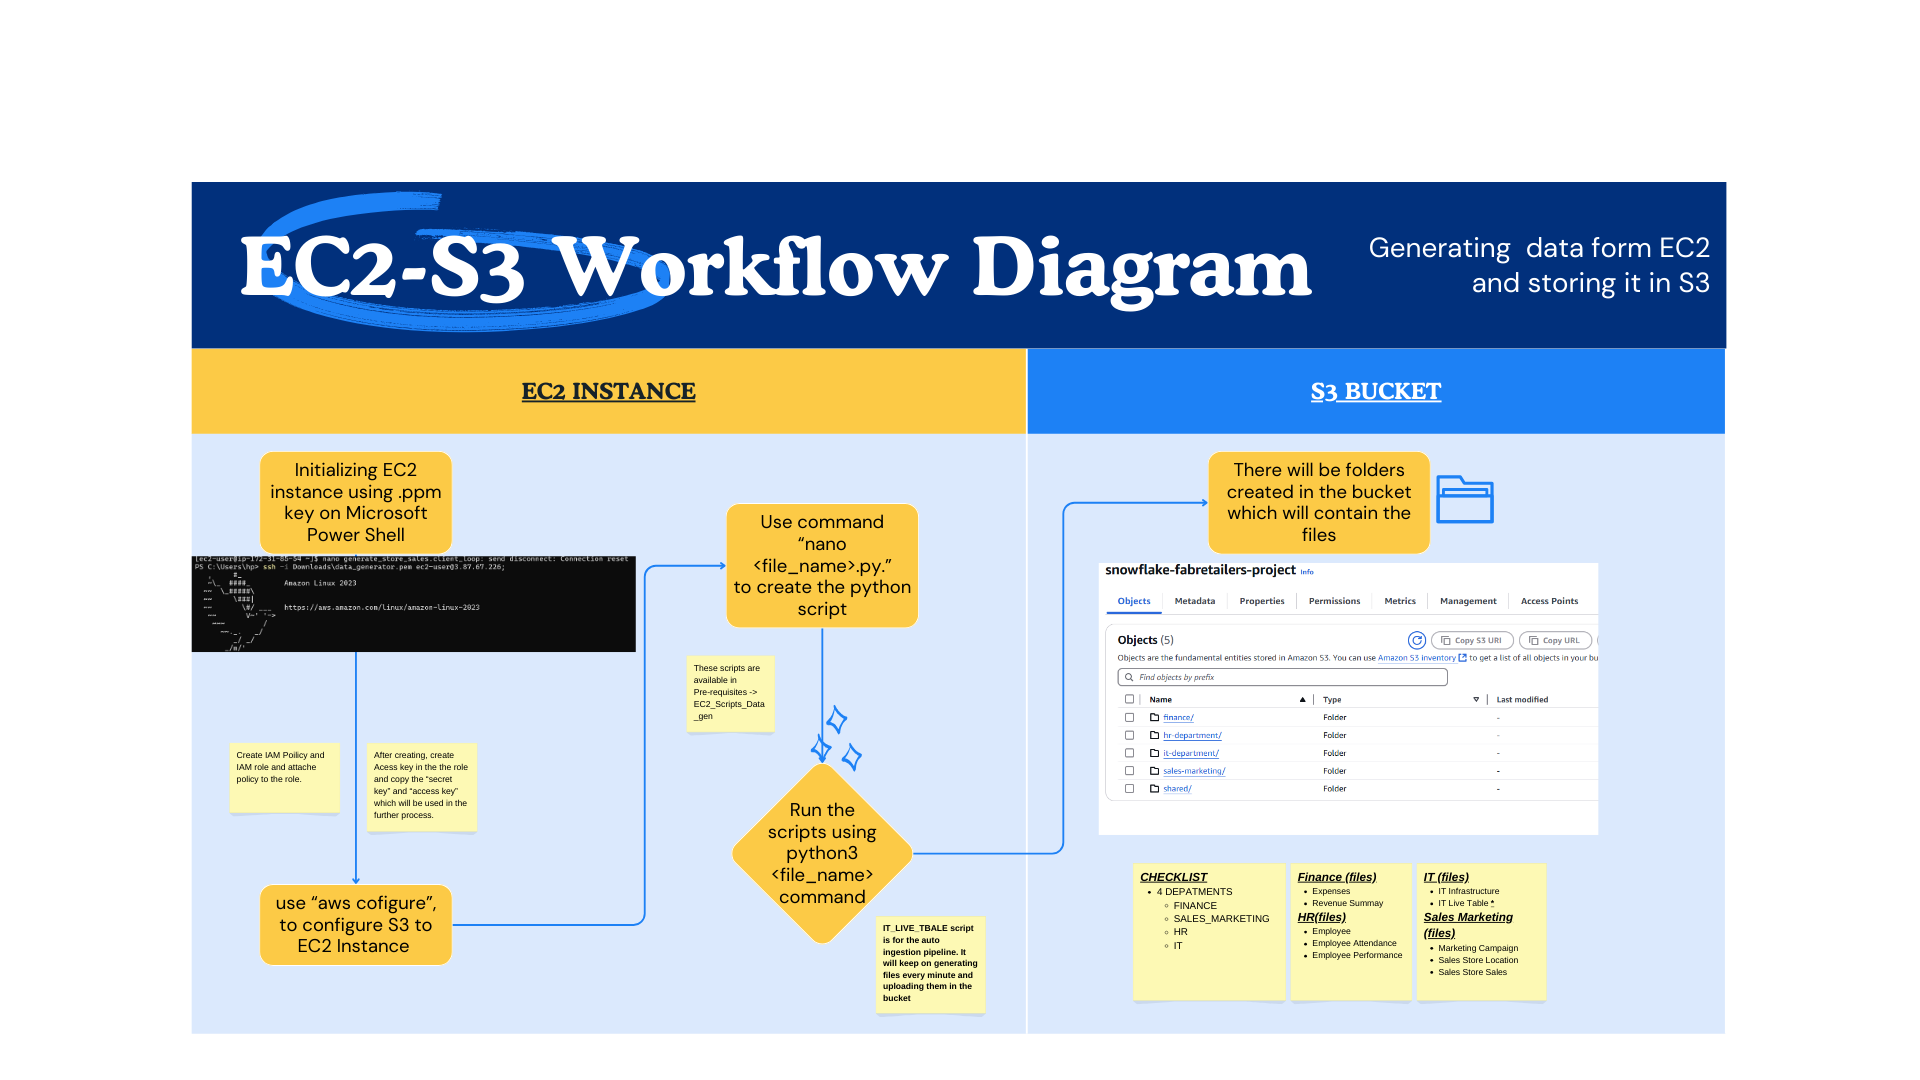 EC2-S3 Workflow Diagram
Generating data form EC2
and storing it in S3
EC2 INSTANCE
S3 BUCKET
Initializing EC2
instance using .ppm
key on Microsoft
Power Shell
[ec2-user@ip-172-31-86-54 ~]$ nano generate_store_sales.client_loop: send disconnect: Connection reset
PS C:\Users\hp> ssh -i Downloads\data_generator.pem ec2-user@3.87.67.226;
Amazon Linux 2023
https://aws.amazon.com/linux/amazon-linux-2023
Create IAM Poilicy and
IAM role and attache
policy to the role.
After creating, create
Acess key in the the role
and copy the “secret
key” and “access key”
which will be used in the
further process.
use “aws cofigure”,
to configure S3 to
EC2 Instance
Use command
“nano
<file_name>.py.”
to create the python
script
These scripts are
available in
Pre-requisites ->
EC2_Scripts_Data
_gen
Run the
scripts using
python3
<file_name>
command
IT_LIVE_TBALE script
is for the auto
ingestion pipeline. It
will keep on generating
files every minute and
uploading them in the
bucket
There will be folders
created in the bucket
which will contain the
files
snowflake-fabretailers-project Info
Objects Metadata Properties Permissions Metrics Management Access Points
Objects (5)
Copy S3 URI Copy URL
Objects are the fundamental entities stored in Amazon S3. You can use Amazon S3 inventory to get a list of all objects in your bu
Find objects by prefix
Name Type Last modified
finance/ Folder -
hr-department/ Folder -
it-department/ Folder -
sales-marketing/ Folder -
shared/ Folder -
CHECKLIST
4 DEPATMENTS
FINANCE
SALES_MARKETING
HR
IT
Finance (files)
Expenses
Revenue Summay
HR(files)
Employee
Employee Attendance
Employee Performance
IT (files)
IT Infrastructure
IT Live Table *
Sales Marketing
(files)
Marketing Campaign
Sales Store Location
Sales Store Sales